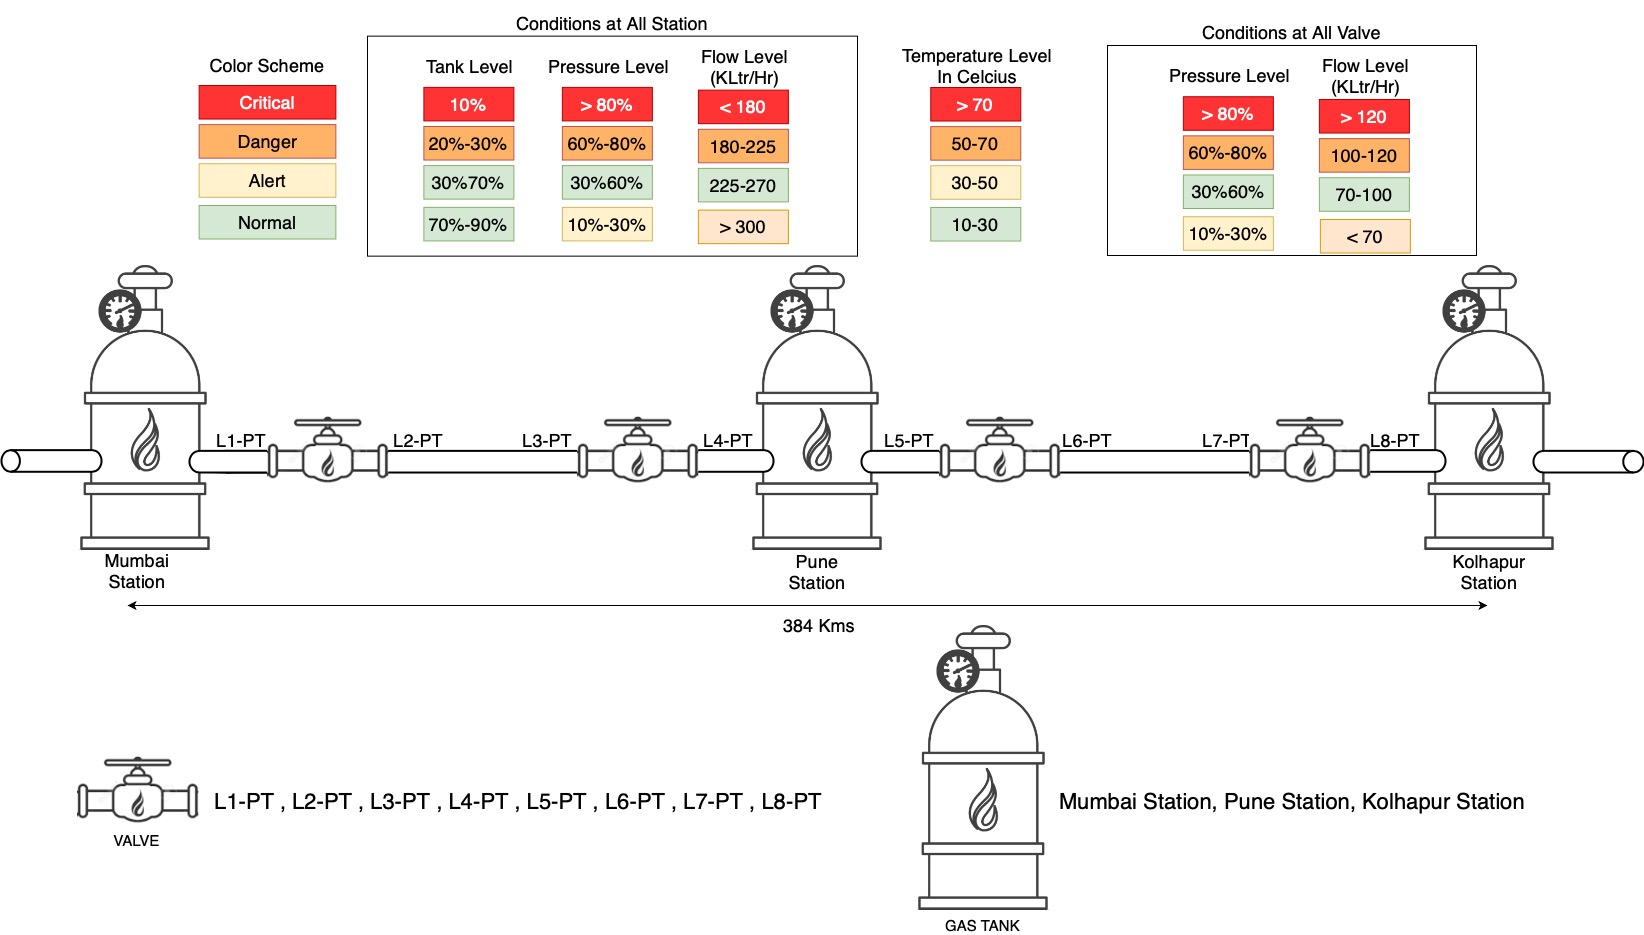 Conditions at All Station
Conditions at All Valve
Color Scheme
Critical
Danger
Alert
Normal
Tank Level
10%
20%-30%
30%70%
70%-90%
Pressure Level
> 80%
60%-80%
30%60%
10%-30%
Flow Level
(KLtr/Hr)
< 180
180-225
225-270
> 300
Temperature Level
In Celcius
> 70
50-70
30-50
10-30
Pressure Level
> 80%
60%-80%
30%60%
10%-30%
Flow Level
(KLtr/Hr)
> 120
100-120
70-100
< 70
L1-PT
L2-PT
L3-PT
L4-PT
L5-PT
L6-PT
L7-PT
L8-PT
Mumbai
Station
Pune
Station
Kolhapur
Station
384 Kms
L1-PT , L2-PT , L3-PT , L4-PT , L5-PT , L6-PT , L7-PT , L8-PT
VALVE
Mumbai Station, Pune Station, Kolhapur Station
GAS TANK